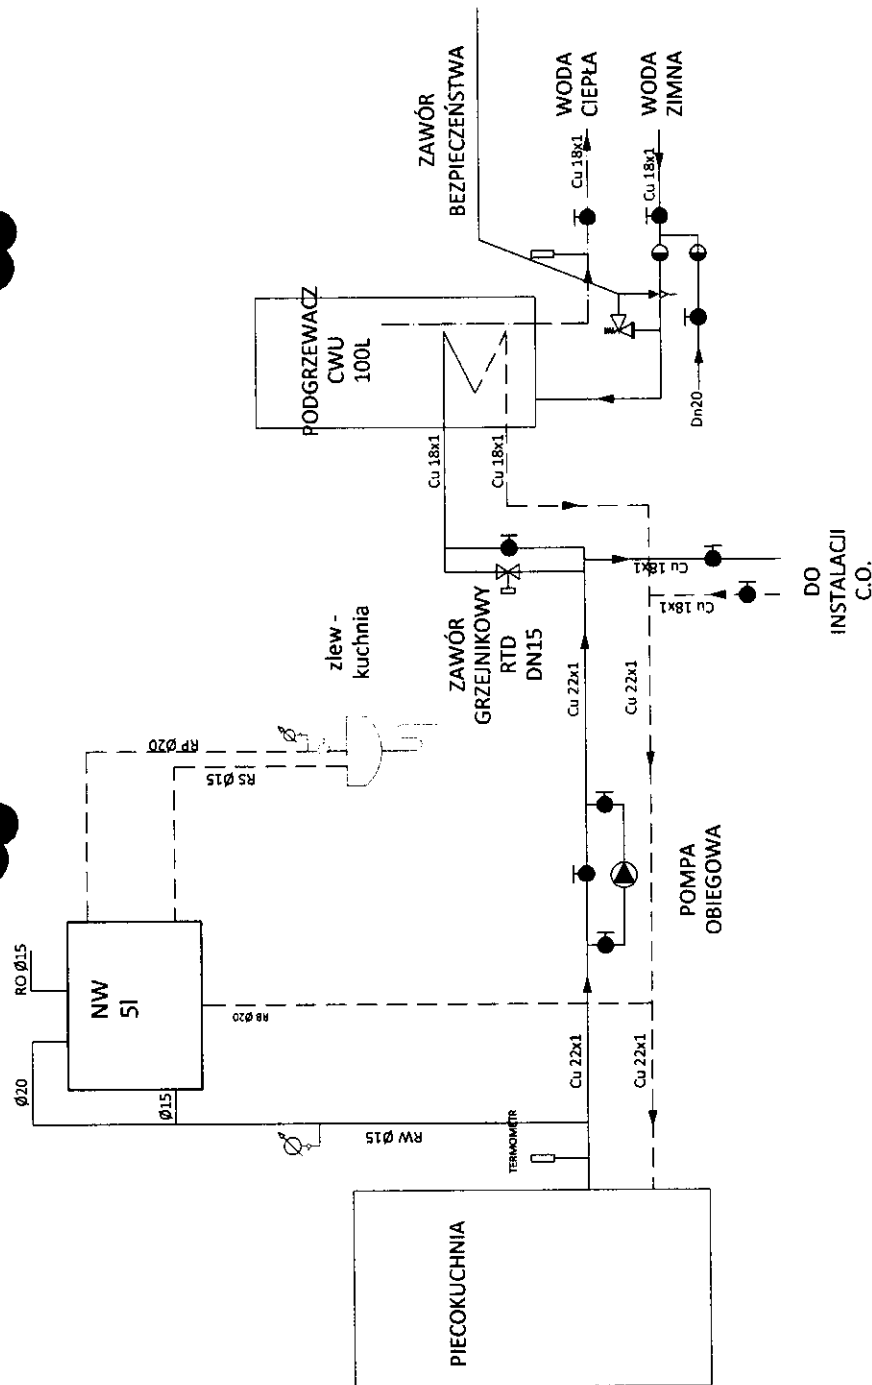 PIECOKUCHNIA
TERMOMETR
RW Ø15
Ø20
Ø15
RO Ø15
NW
5l
RB Ø20
RP Ø20
RS Ø15
zlew -
kuchnia
Cu 22x1
Cu 22x1
POMPA
OBIEGOWA
Cu 22x1
Cu 22x1
ZAWÓR
GRZEJNIKOWY
RTD
DN15
Cu 18x1
Cu 18x1
DO
INSTALACJI
C.O.
Cu 18x1
Cu 18x1
PODGRZEWACZ
CWU
100L
Dn20
ZAWÓR
BEZPIECZEŃSTWA
Cu 18x1
WODA
CIEPŁA
Cu 18x1
WODA
ZIMNA